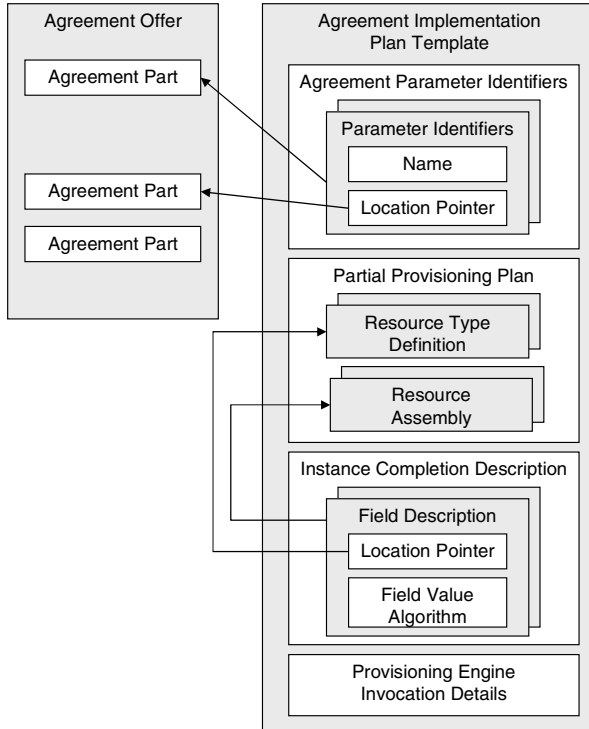 Agreement Offer
Agreement Part
Agreement Part
Agreement Part
Agreement Implementation
Plan Template
Agreement Parameter Identifiers
Parameter Identifiers
Name
Location Pointer
Partial Provisioning Plan
Resource Type
Definition
Resource
Assembly
Instance Completion Description
Field Description
Location Pointer
Field Value
Algorithm
Provisioning Engine
Invocation Details